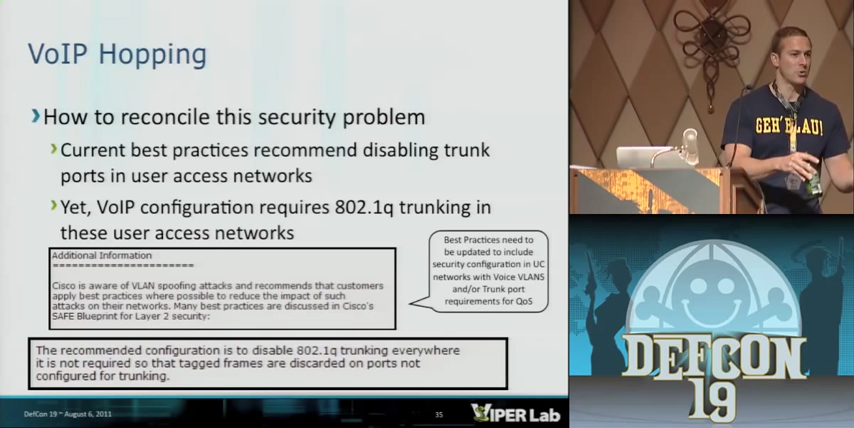 VoIP Hopping
How to reconcile this security problem
Current best practices recommend disabling trunk
ports in user access networks
Yet, VoIP configuration requires 802.1q trunking in
these user access networks
Additional Information
======================
Cisco is aware of VLAN spoofing attacks and recommends that customers
apply best practices where possible to reduce the impact of such
attacks on their networks. Many best practices are discussed in Cisco's
SAFE Blueprint for Layer 2 security:
Best Practices need to
be updated to include
security configuration in UC
networks with Voice VLANS
and/or Trunk port
requirements for QoS
The recommended configuration is to disable 802.1q trunking everywhere
it is not required so that tagged frames are discarded on ports not
configured for trunking.
DefCon 19 ~ August 6, 2011
35
VIPER Lab
GEH'BLAU!
DEFCON
19